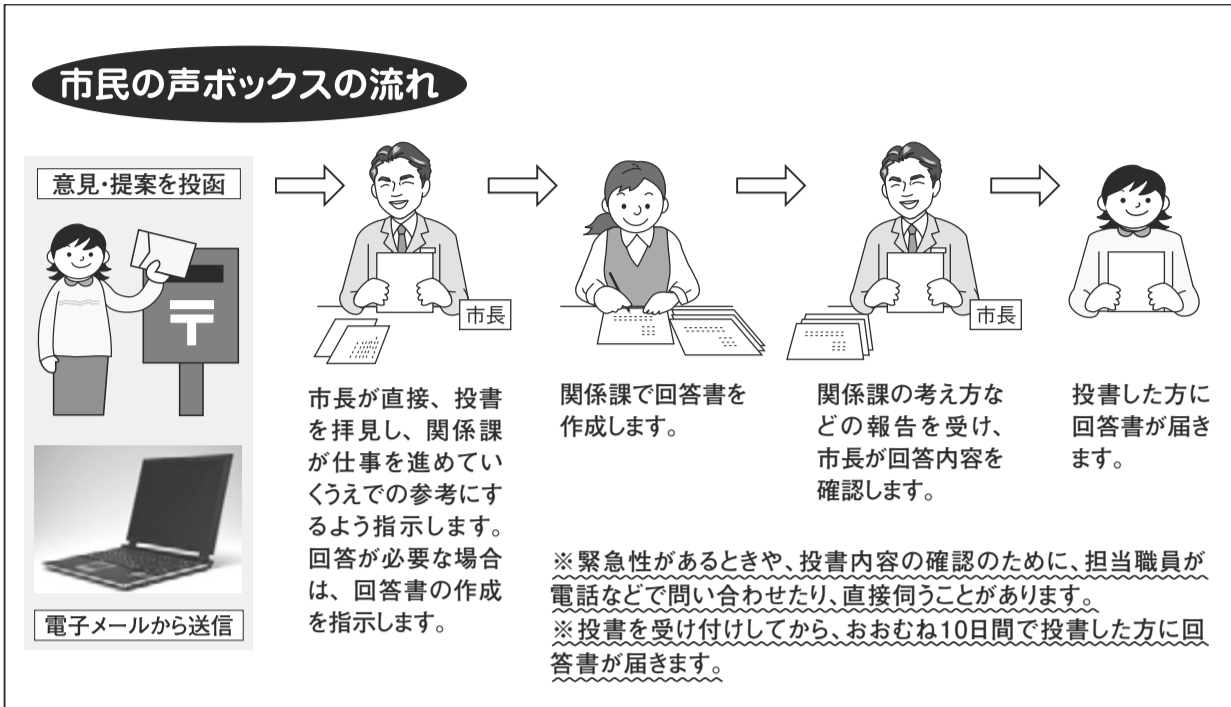 市民の声ボックスの流れ
意見・提案を投函
電子メールから送信
市長
市長が直接、投書
を拝見し、関係課
が仕事を進めてい
くうえでの参考にす
るよう指示します。
回答が必要な場合
は、回答書の作成
を指示します。
関係課で回答書を
作成します。
市長
関係課の考え方な
どの報告を受け、
市長が回答内容を
確認します。
投書した方に
回答書が届き
ます。
※緊急性があるときや、投書内容の確認のために、担当職員が
電話などで問い合わせたり、直接伺うことがあります。
※投書を受け付けしてから、おおむね10日間で投書した方に回
答書が届きます。